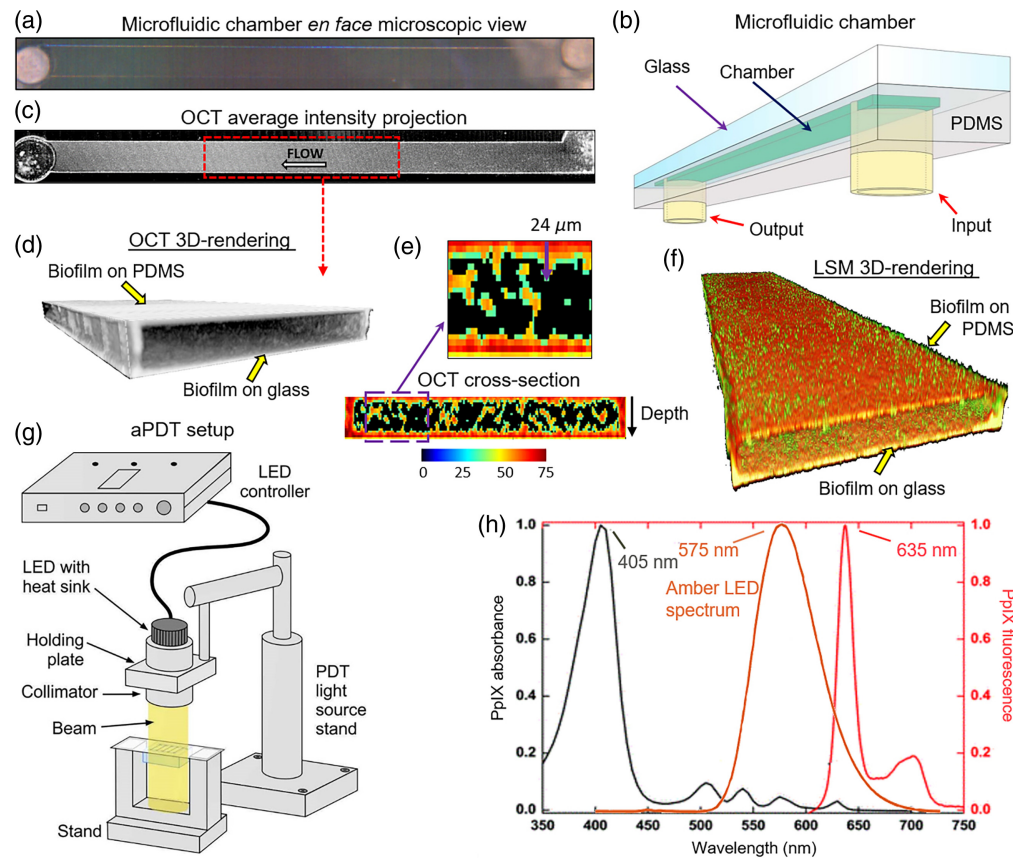 (a)
Microfluidic chamber en face microscopic view
(b)
Microfluidic chamber
Glass
Chamber
PDMS
Output
Input
(c)
OCT average intensity projection
FLOW
(d)
OCT 3D-rendering
Biofilm on PDMS
Biofilm on glass
(e)
24 μm
OCT cross-section
Depth
0 25 50 75
(f)
LSM 3D-rendering
Biofilm on
PDMS
Biofilm on glass
(g)
aPDT setup
LED
controller
LED with
heat sink
Holding
plate
Collimator
Beam
Stand
PDT
light
source
stand
(h)
405 nm
575 nm
Amber LED
spectrum
635 nm
PpIX absorbance
1.0
0.8
0.6
0.4
0.2
0.0
PpIX fluorescence
1.0
0.8
0.6
0.4
0.2
0.0
350 400 450 500 550 600 650 700 750
Wavelength (nm)